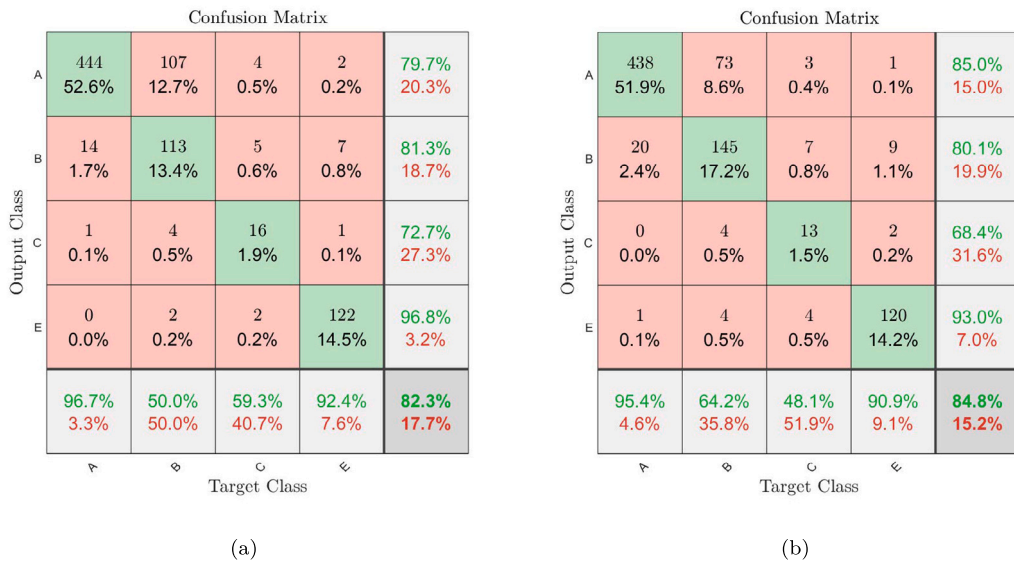 Confusion Matrix
A
444 107 4 2 79.7%
52.6% 12.7% 0.5% 0.2% 20.3%
B
14 113 5 7 81.3%
1.7% 13.4% 0.6% 0.8% 18.7%
C
1 4 16 1 72.7%
0.1% 0.5% 1.9% 0.1% 27.3%
E
0 2 2 122 96.8%
0.0% 0.2% 0.2% 14.5% 3.2%
96.7% 50.0% 59.3% 92.4% 82.3%
3.3% 50.0% 40.7% 7.6% 17.7%
A B C E
Target Class
Output Class
(a)
Confusion Matrix
A
438 73 3 1 85.0%
51.9% 8.6% 0.4% 0.1% 15.0%
B
20 145 7 9 80.1%
2.4% 17.2% 0.8% 1.1% 19.9%
C
0 4 13 2 68.4%
0.0% 0.5% 1.5% 0.2% 31.6%
E
1 4 4 120 93.0%
0.1% 0.5% 0.5% 14.2% 7.0%
95.4% 64.2% 48.1% 90.9% 84.8%
4.6% 35.8% 51.9% 9.1% 15.2%
A B C E
Target Class
Output Class
(b)